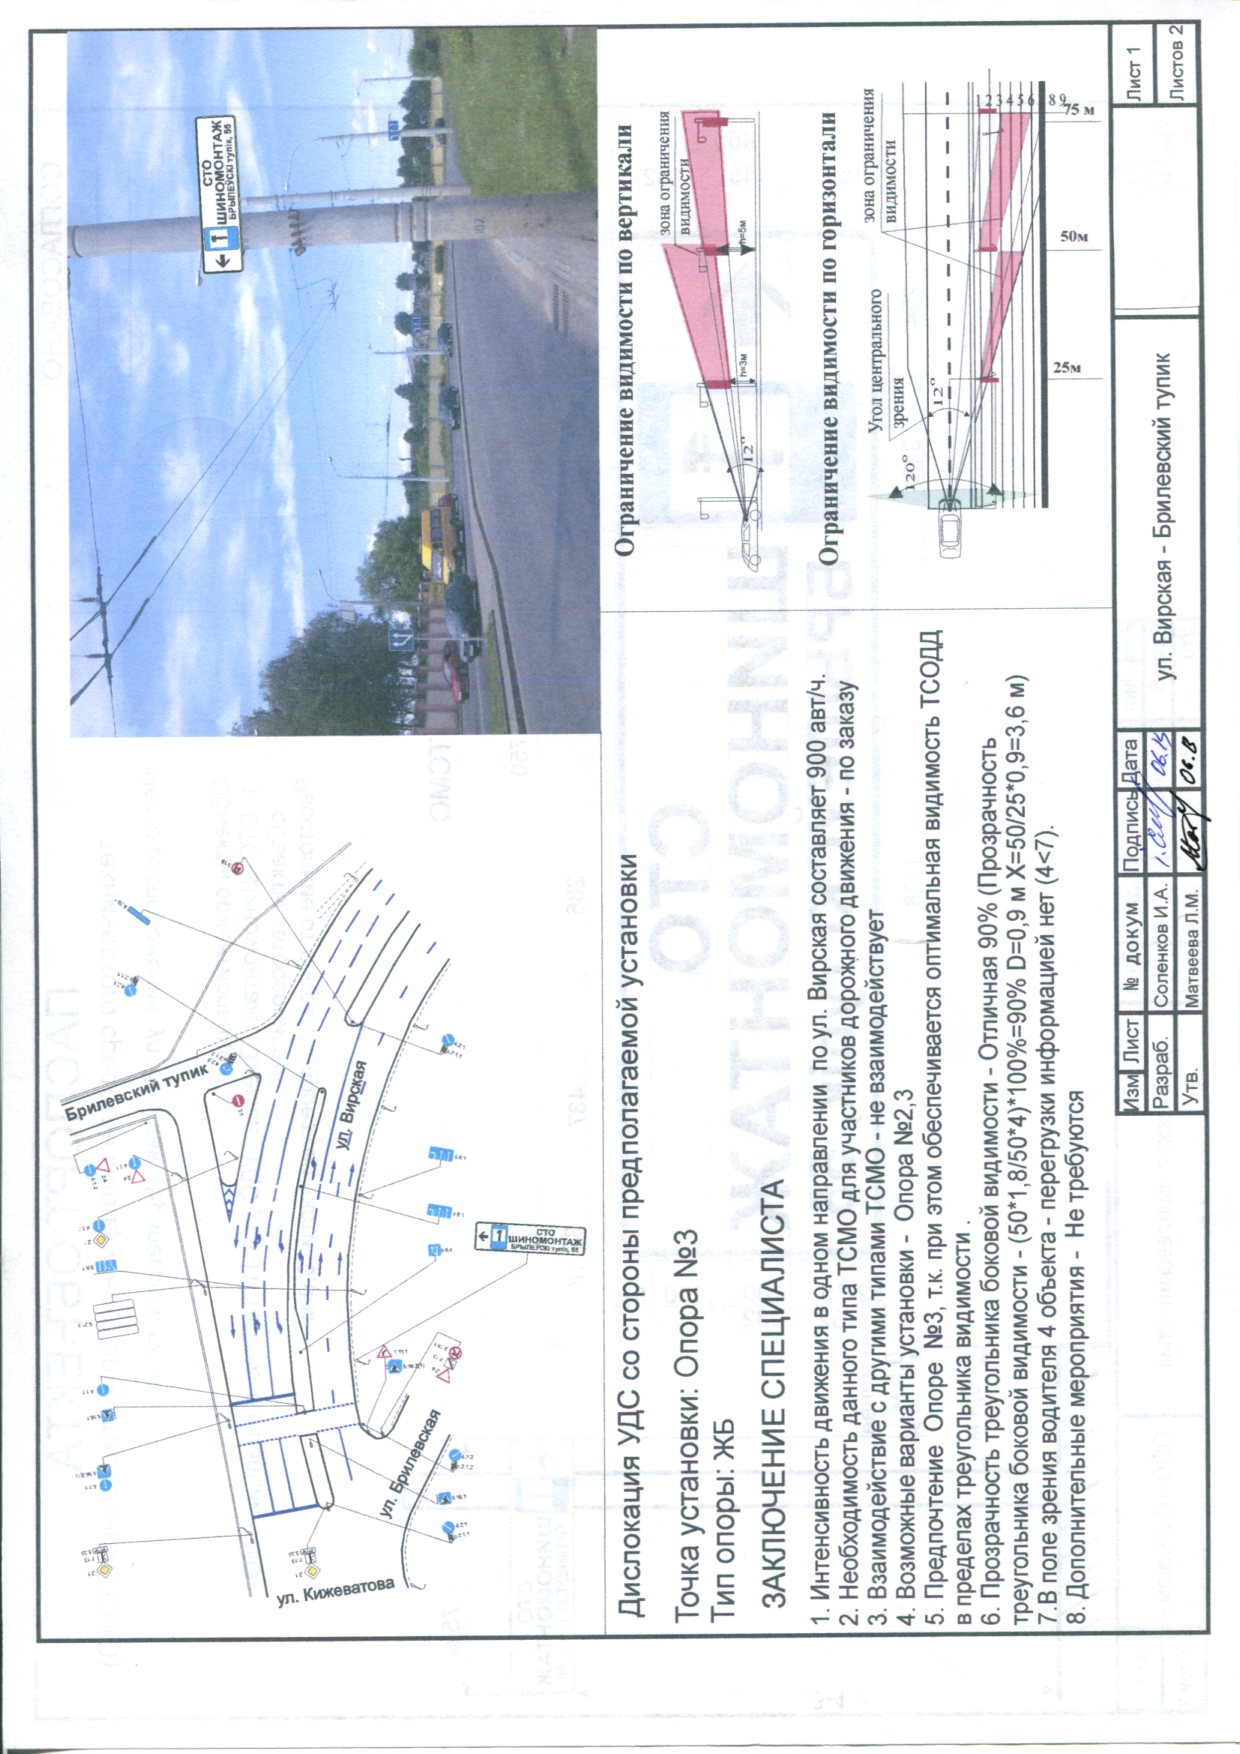 Брилевский тупик
ул. Вирская
ул. Брилевская
ул. Кижеватова
СТО
ШИНОМОНТАЖ
БРЫЛЕЎСКІ тупік, 55
1
СТО
ШИНОМОНТАЖ
БРЫЛЕЎСКІ тупік, 55
1
107
Дислокация УДС со стороны предполагаемой установки
Точка установки: Опора №3
Тип опоры: ЖБ
ЗАКЛЮЧЕНИЕ СПЕЦИАЛИСТА
1. Интенсивность движения в одном направлении по ул. Вирская составляет 900 авт/ч.
2. Необходимость данного типа ТСМО для участников дорожного движения - по заказу
3. Взаимодействие с другими типами ТСМО - не взаимодействует
4. Возможные варианты установки - Опора №2,3
5. Предпочтение Опоре №3, т.к. при этом обеспечивается оптимальная видимость ТСОДД
в пределах треугольника видимости .
6. Прозрачность треугольника боковой видимости - Отличная 90% (Прозрачность
треугольника боковой видимости - (50*1,8/50*4)*100%=90% D=0,9 м X=50/25*0,9=3,6 м)
7.В поле зрения водителя 4 объекта - перегрузки информацией нет (4<7).
8. Дополнительные мероприятия - Не требуются
Ограничение видимости по вертикали
зона ограничения
видимости
h=3м
h=5м
12°
Ограничение видимости по горизонтали
Угол центрального
зрения
зона ограничения
видимости
120°
12°
1 2 3 4 5 6 8 9
25м
50м
75 м
Изм Лист № докум Подпись Дата
Разраб. Соленков И.А. 06.13
Утв. Матвеева Л.М. 06.13
ул. Вирская - Брилевский тупик
Лист 1
Листов 2